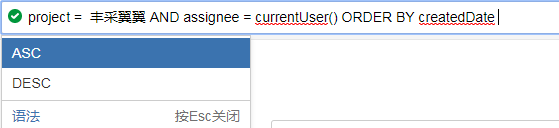 project = 丰采翼翼 AND assignee = currentUser() ORDER BY createdDate
ASC
DESC
语法 按Esc关闭